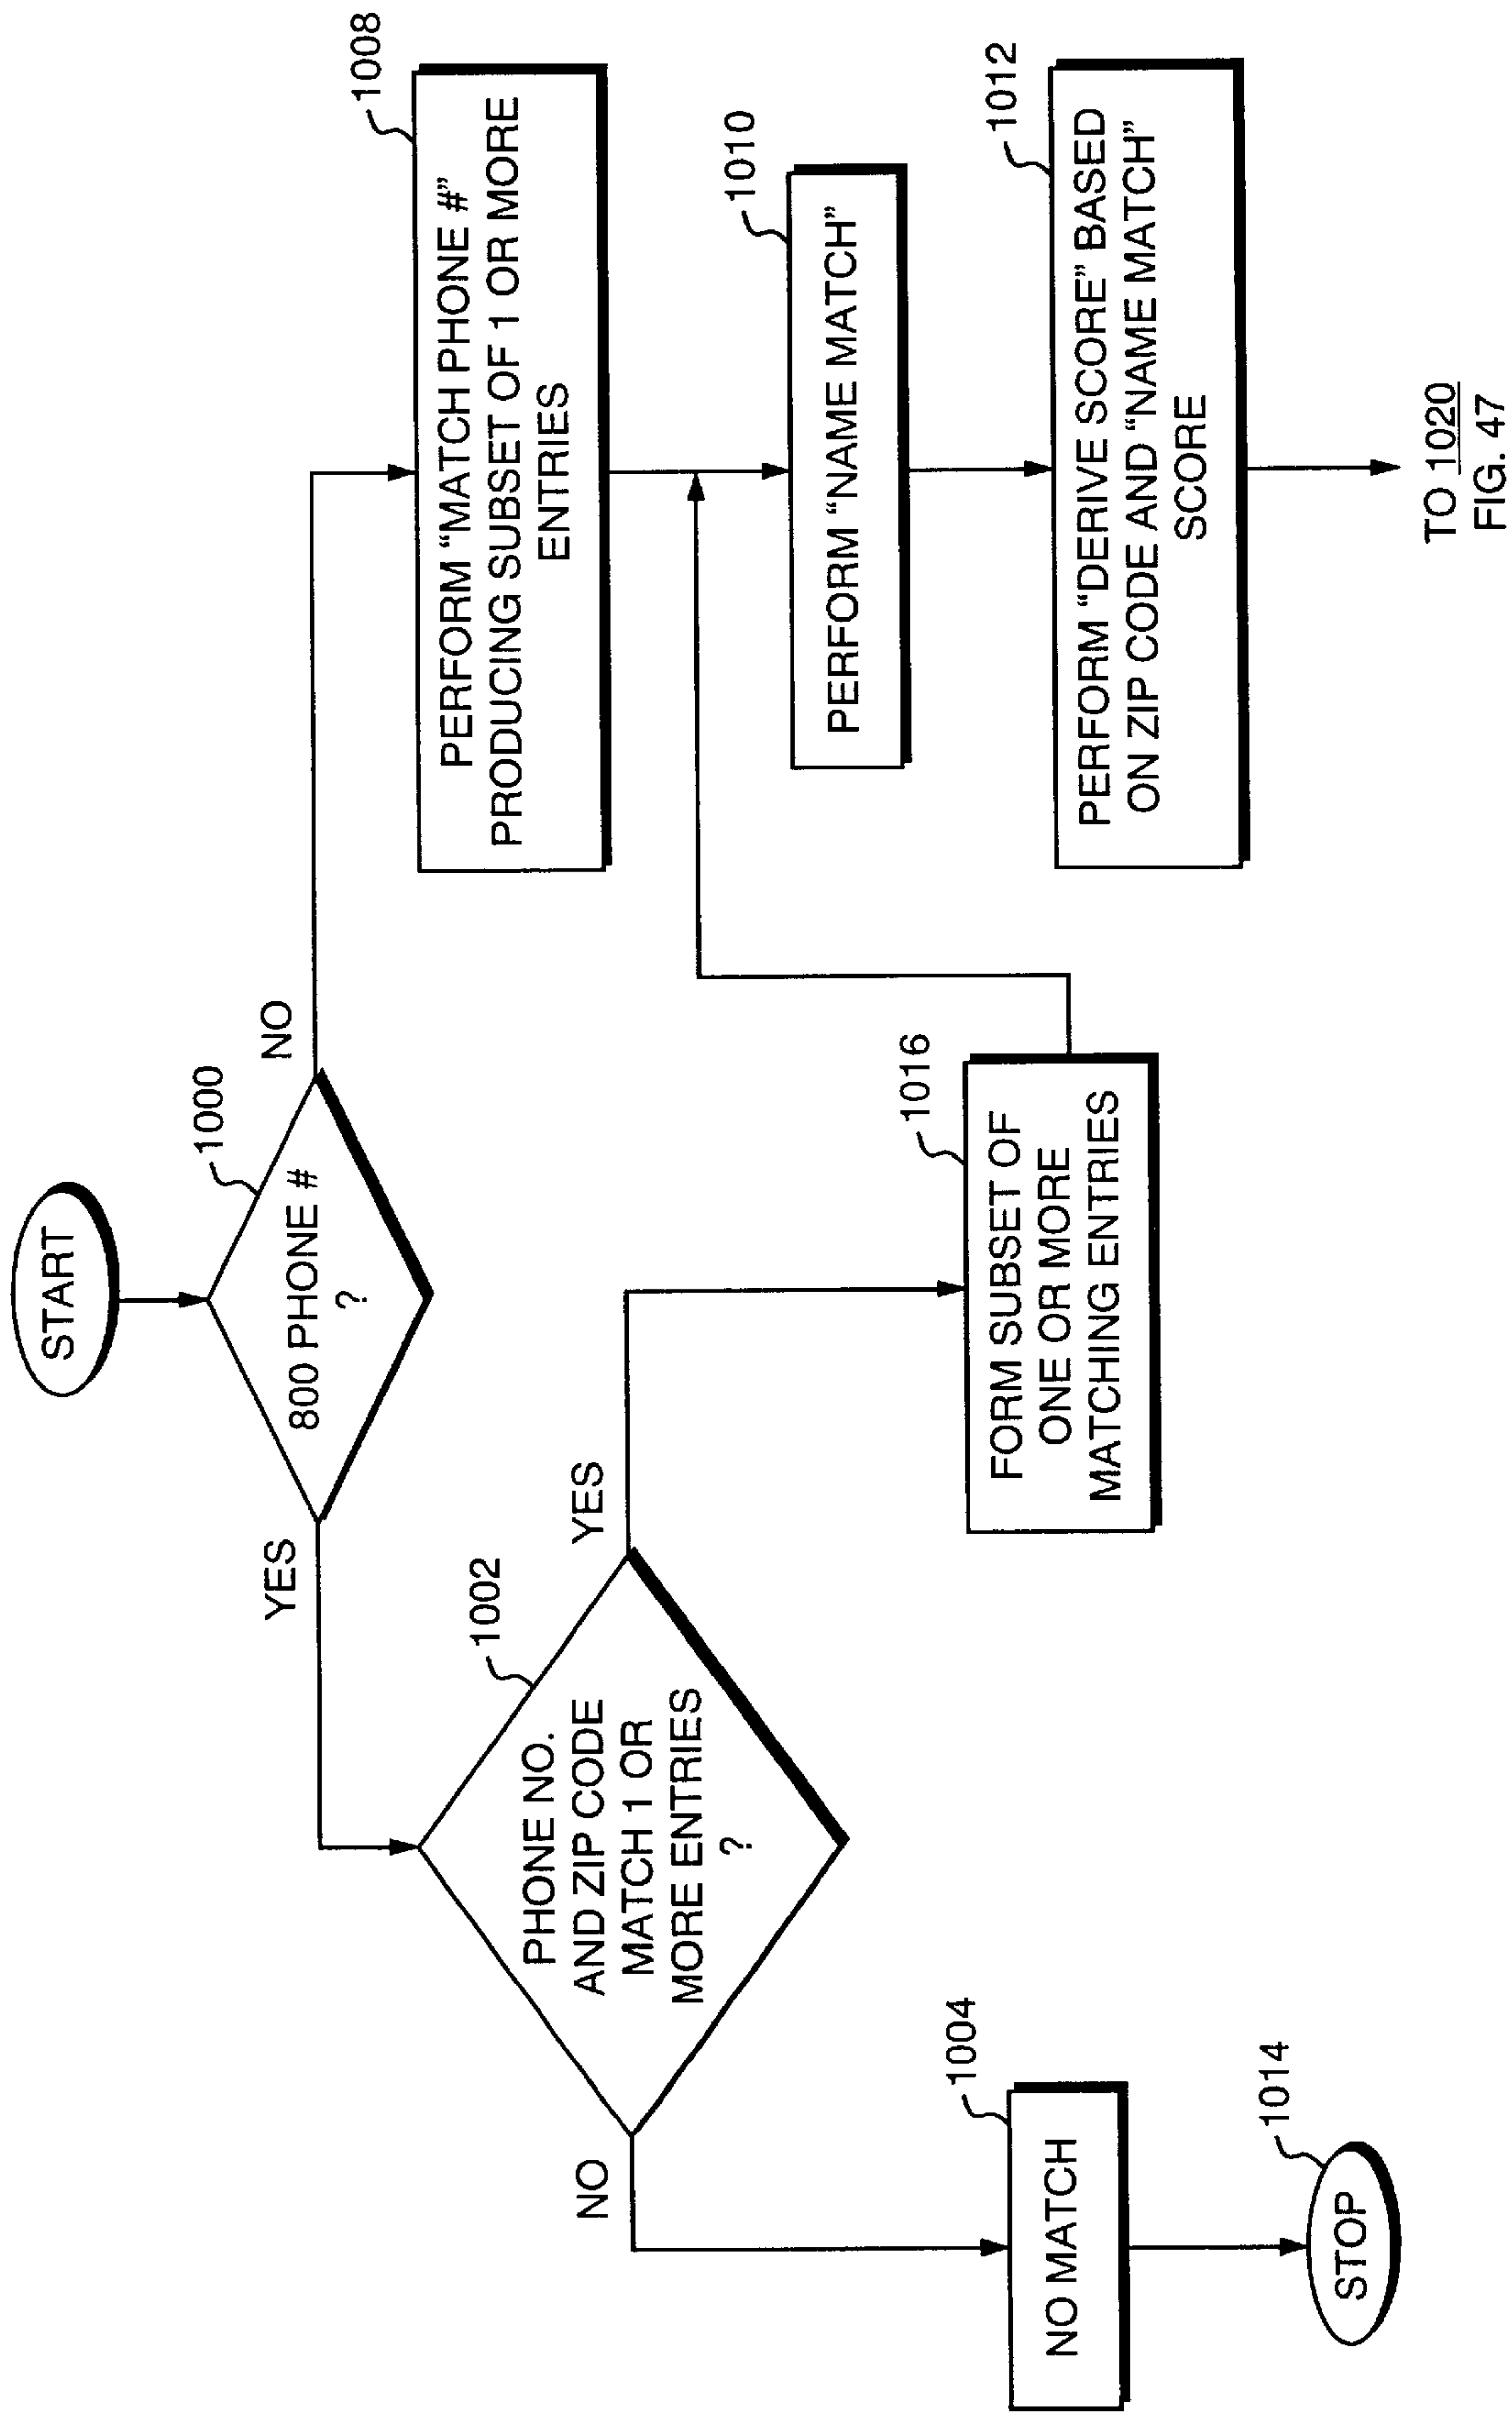 START
1000
800 PHONE #
?
YES
NO
1002
PHONE NO.
AND ZIP CODE
MATCH 1 OR
MORE ENTRIES
?
NO
YES
1004
NO MATCH
1014
STOP
1016
FORM SUBSET OF
ONE OR MORE
MATCHING ENTRIES
1008
PERFORM “MATCH PHONE #”
PRODUCING SUBSET OF 1 OR MORE
ENTRIES
1010
PERFORM “NAME MATCH”
1012
PERFORM “DERIVE SCORE” BASED
ON ZIP CODE AND “NAME MATCH”
SCORE
TO 1020
FIG. 47